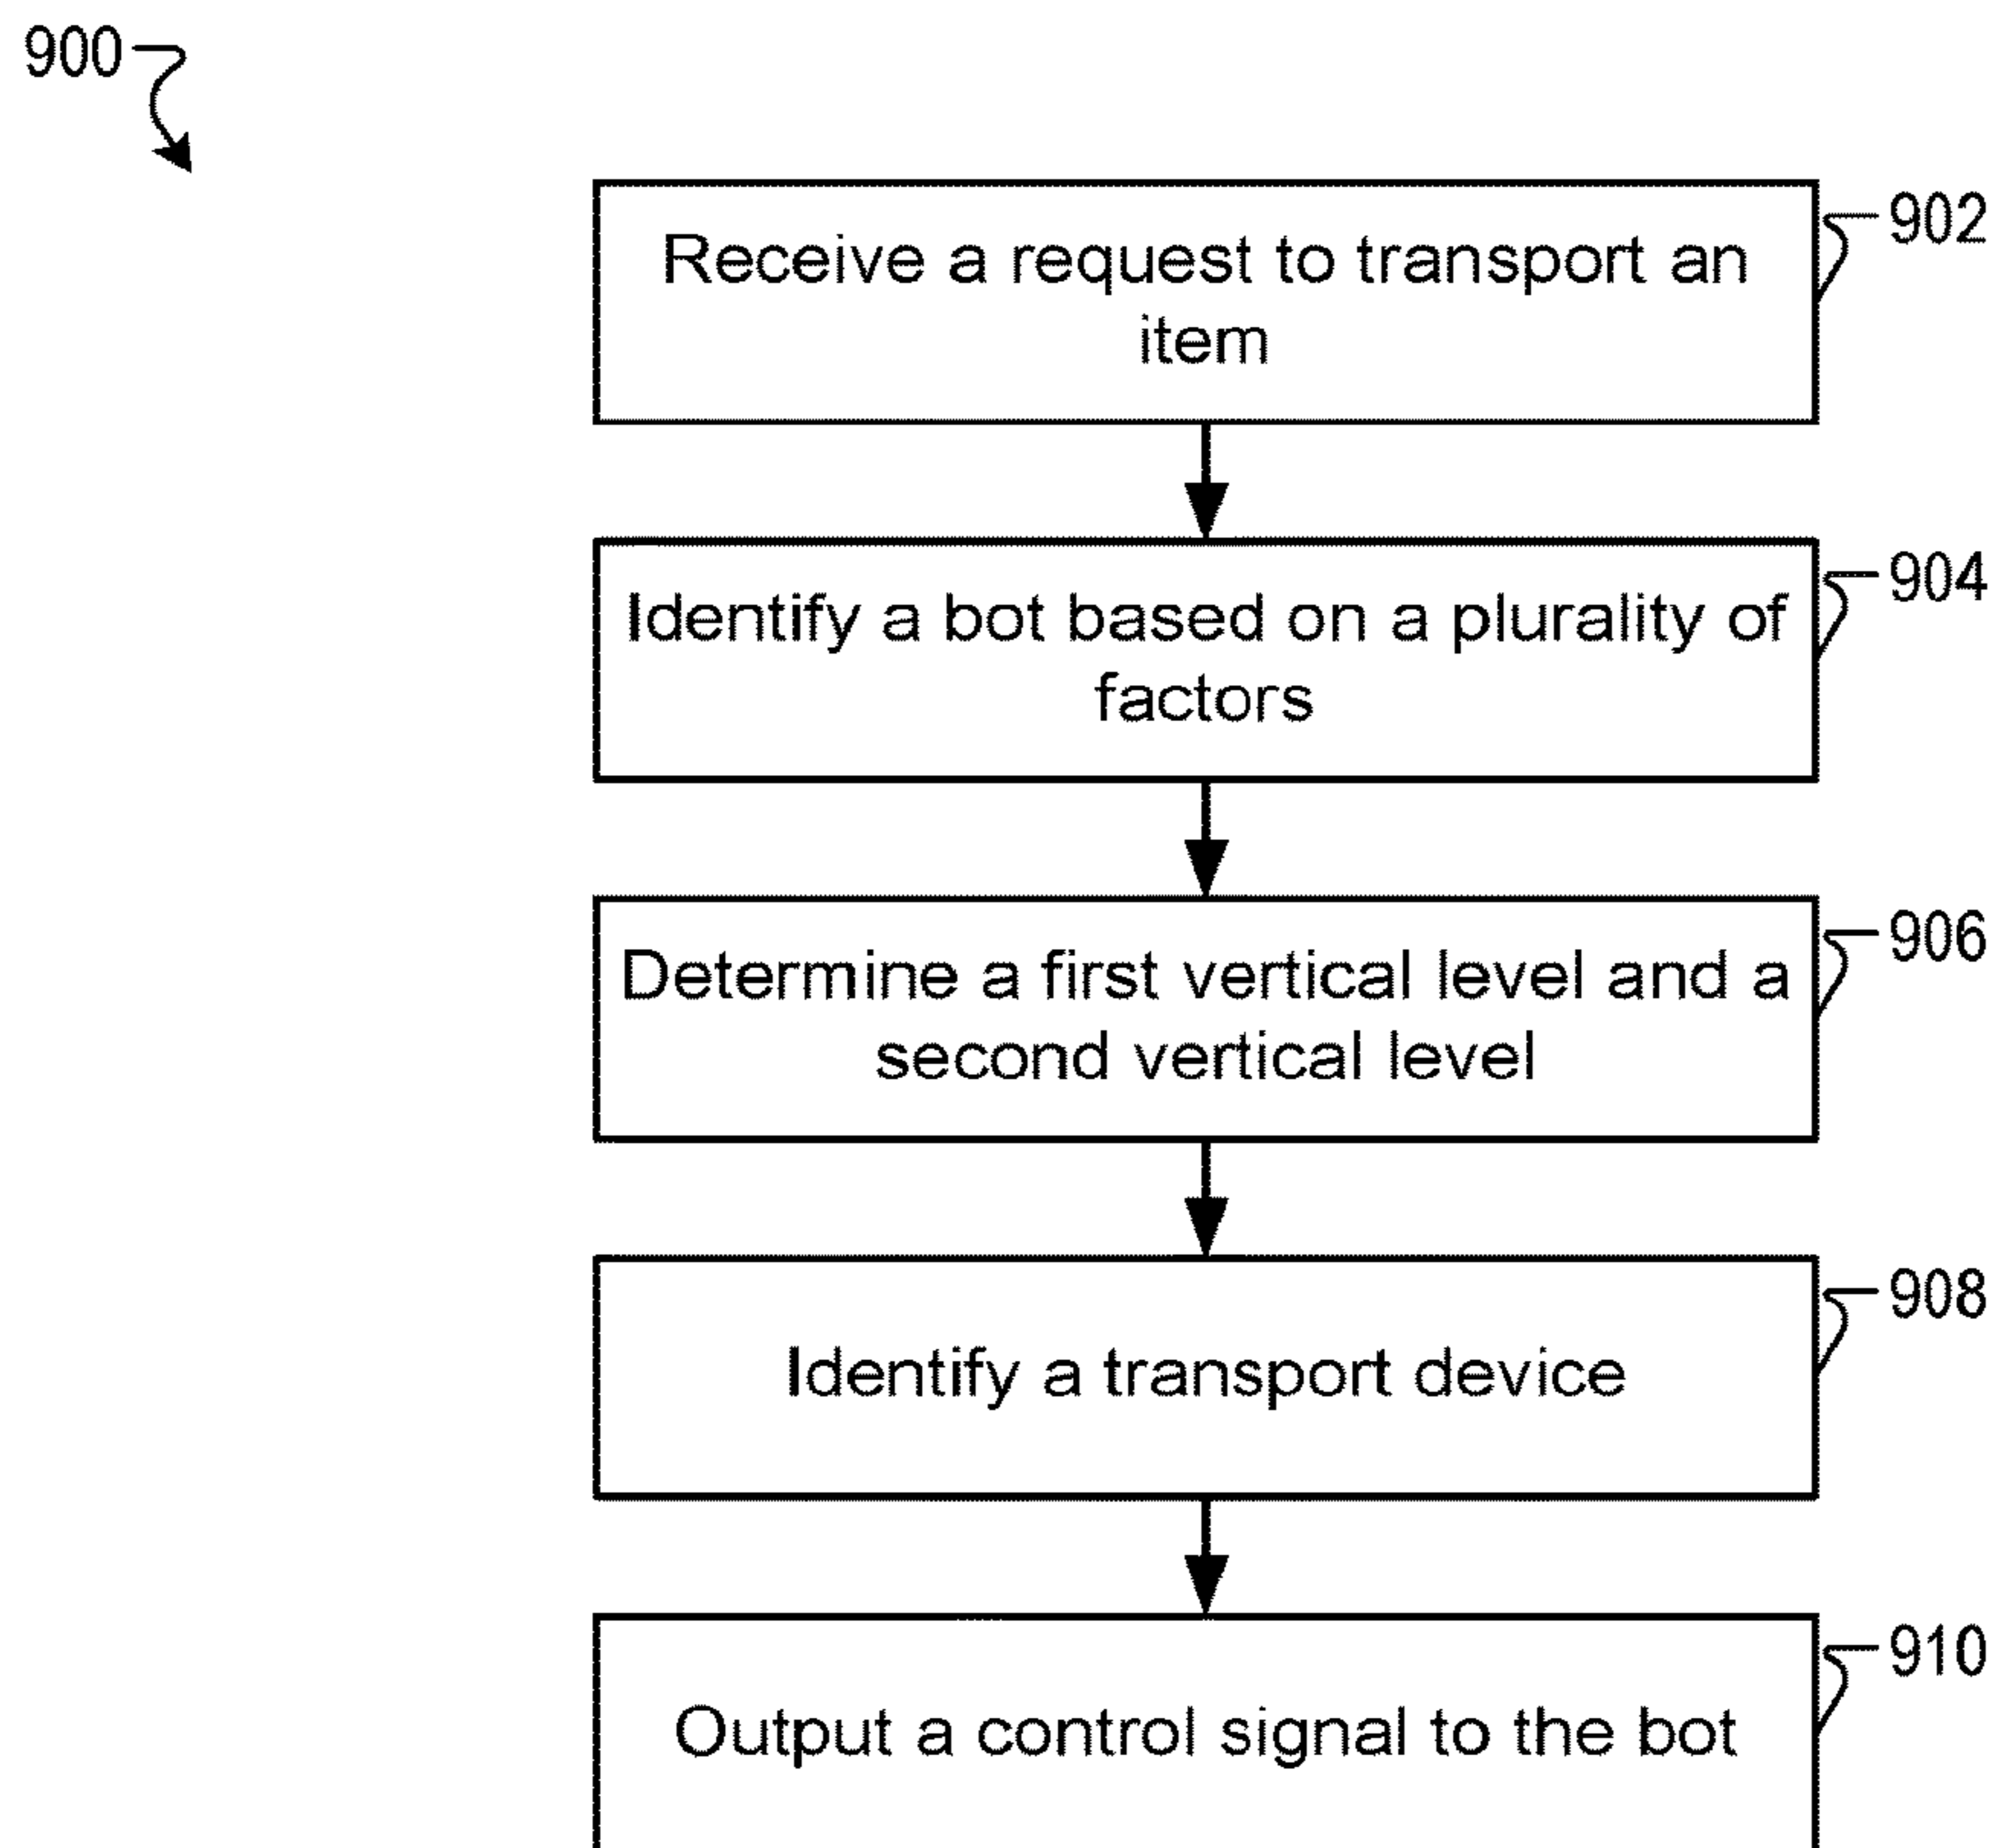 900
902
Receive a request to transport an
item
904
Identify a bot based on a plurality of
factors
906
Determine a first vertical level and a
second vertical level
908
Identify a transport device
910
Output a control signal to the bot